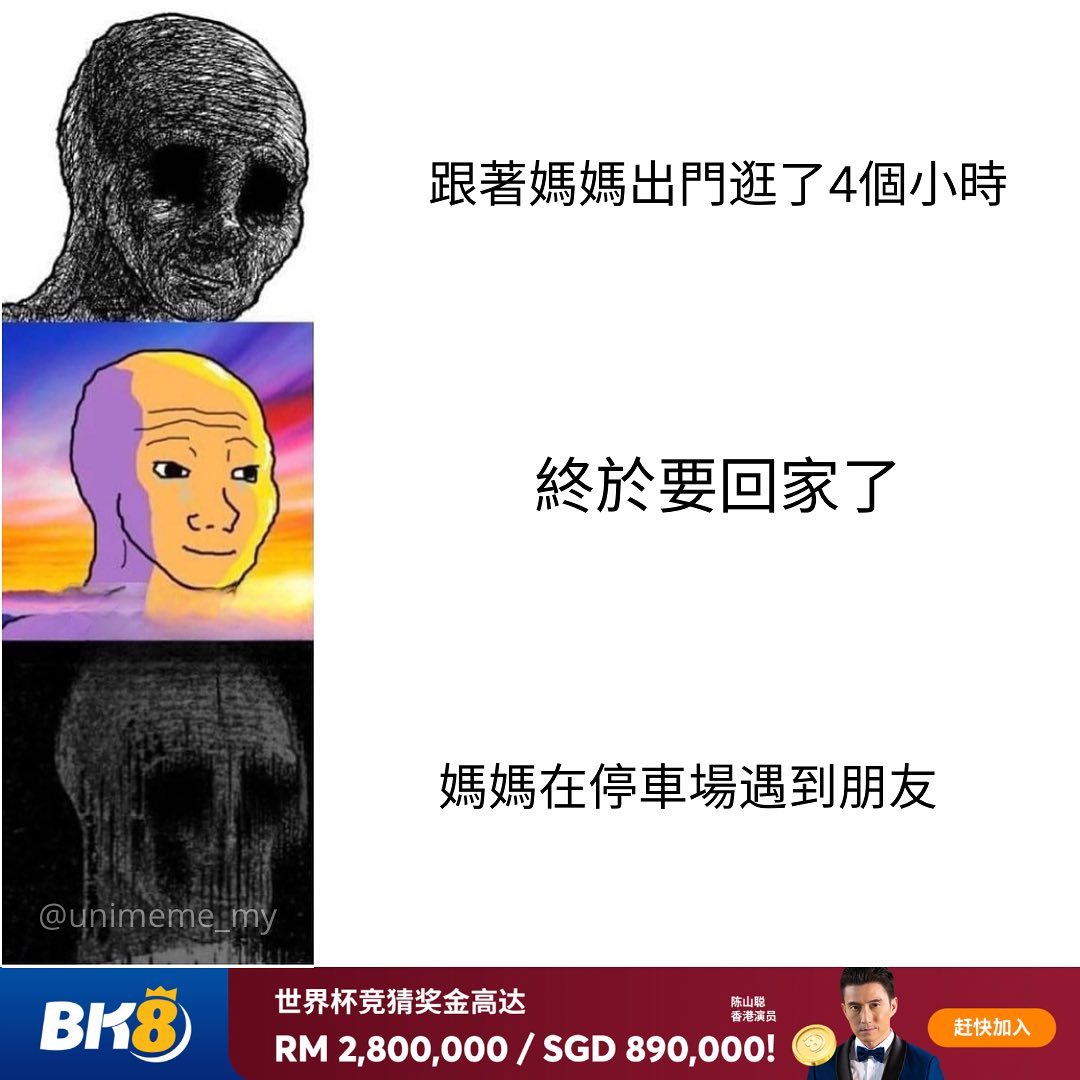 跟著媽媽出門逛了4個小時
終於要回家了
媽媽在停車場遇到朋友
@unimeme_my
BK8
世界杯竞猜奖金高达
RM 2,800,000 / SGD 890,000!
陈山聪
香港演员
赶快加入